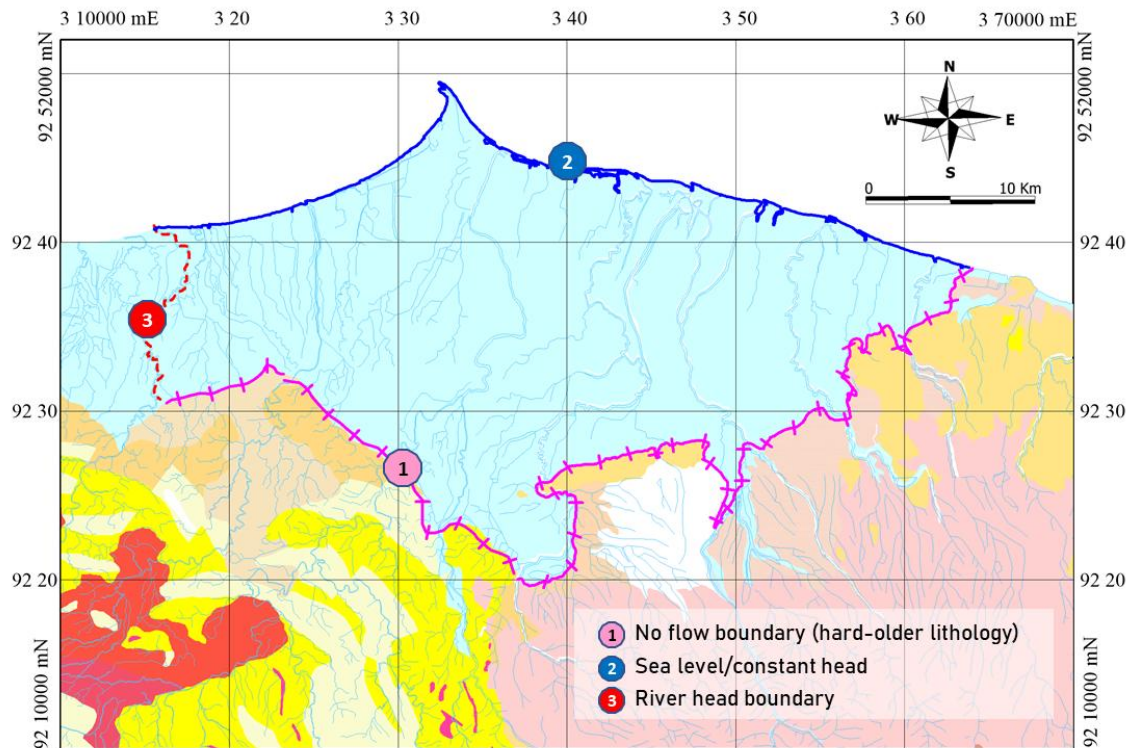 3 10000 mE 3 20 3 30 3 40 3 50 3 60 3 70000 mE
92 52000 mN
92 52000 mN
N
W E
S
0 10 Km
2
92 40 92 40
3
92 30 92 30
1
92 20 92 20
1 No flow boundary (hard-older lithology)
2 Sea level/constant head
3 River head boundary
92 10000 mN
92 10000 mN